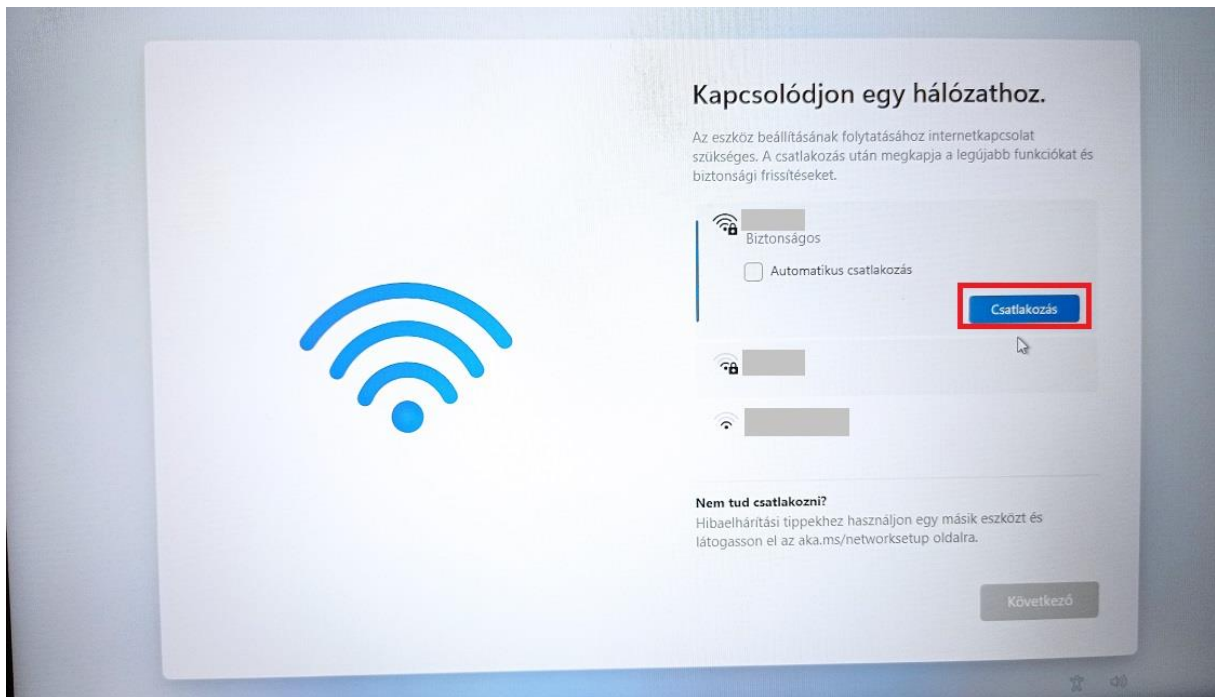 Kapcsolódjon egy hálózathoz.
Az eszköz beállításának folytatásához internetkapcsolat
szükséges. A csatlakozás után megkapja a legújabb funkciókat és
biztonsági frissítéseket.
Biztonságos
Automatikus csatlakozás
Csatlakozás
Nem tud csatlakozni?
Hibaelhárítási tippekhez használjon egy másik eszközt és
látogasson el az aka.ms/networksetup oldalra.
Következő